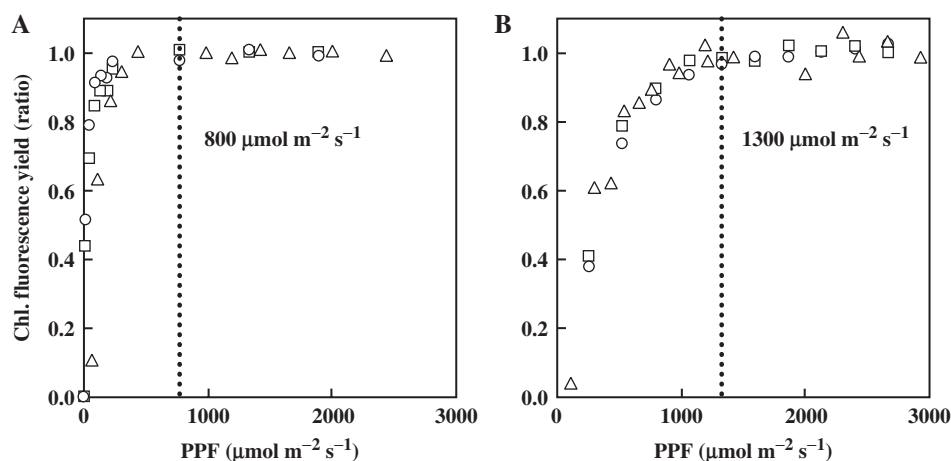 A
Chl. fluorescence yield (ratio)
1.0
0.8
0.6
0.4
0.2
0.0
800 μmol m⁻² s⁻¹
0
1000
2000
3000
PPF (μmol m⁻² s⁻¹)
B
1.0
0.8
0.6
0.4
0.2
0.0
1300 μmol m⁻² s⁻¹
0
1000
2000
3000
PPF (μmol m⁻² s⁻¹)